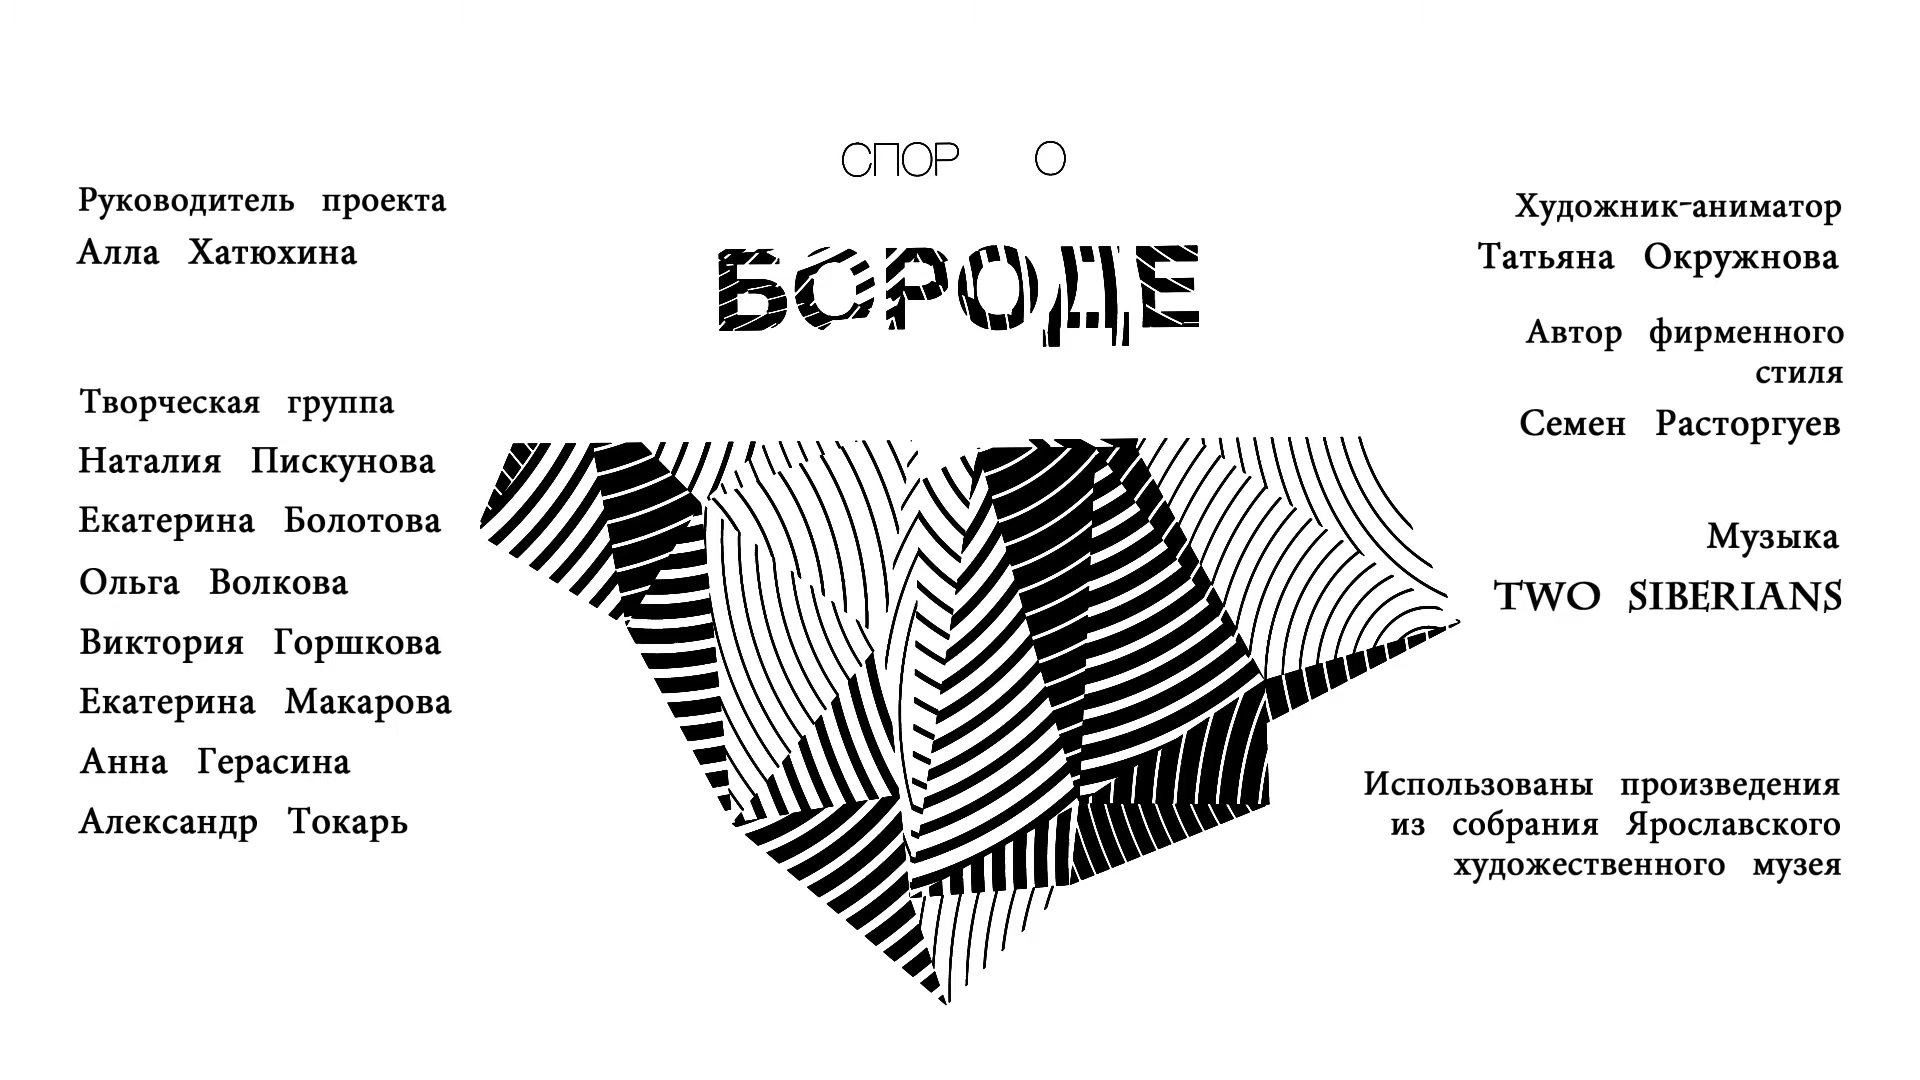 СПОР О
БОРОДЕ
Руководитель проекта
Алла Хатюхина
Творческая группа
Наталия Пискунова
Екатерина Болотова
Ольга Волкова
Виктория Горшкова
Екатерина Макарова
Анна Герасина
Александр Токарь
Художник-аниматор
Татьяна Окружнова
Автор фирменного
стиля
Семен Расторгуев
Музыка
TWO SIBERIANS
Использованы произведения
из собрания Ярославского
художественного музея